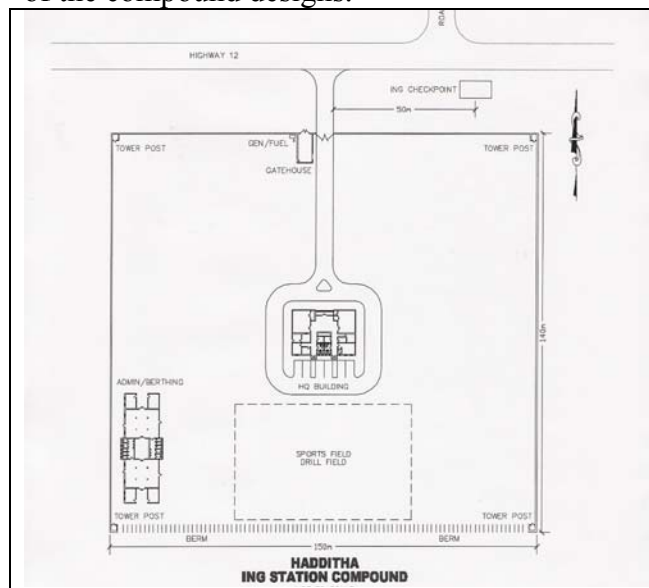 of the compound designs.
ROA
HIGHWAY 12
ING CHECKPOINT
50m
TOWER POST
GEN/FUEL
GATEHOUSE
TOWER POST
140m
HQ BUILDING
ADMIN/BERTHING
SPORTS FIELD
DRILL FIELD
TOWER POST
TOWER POST
BERM
BERM
150m
HADDITHA
ING STATION COMPOUND